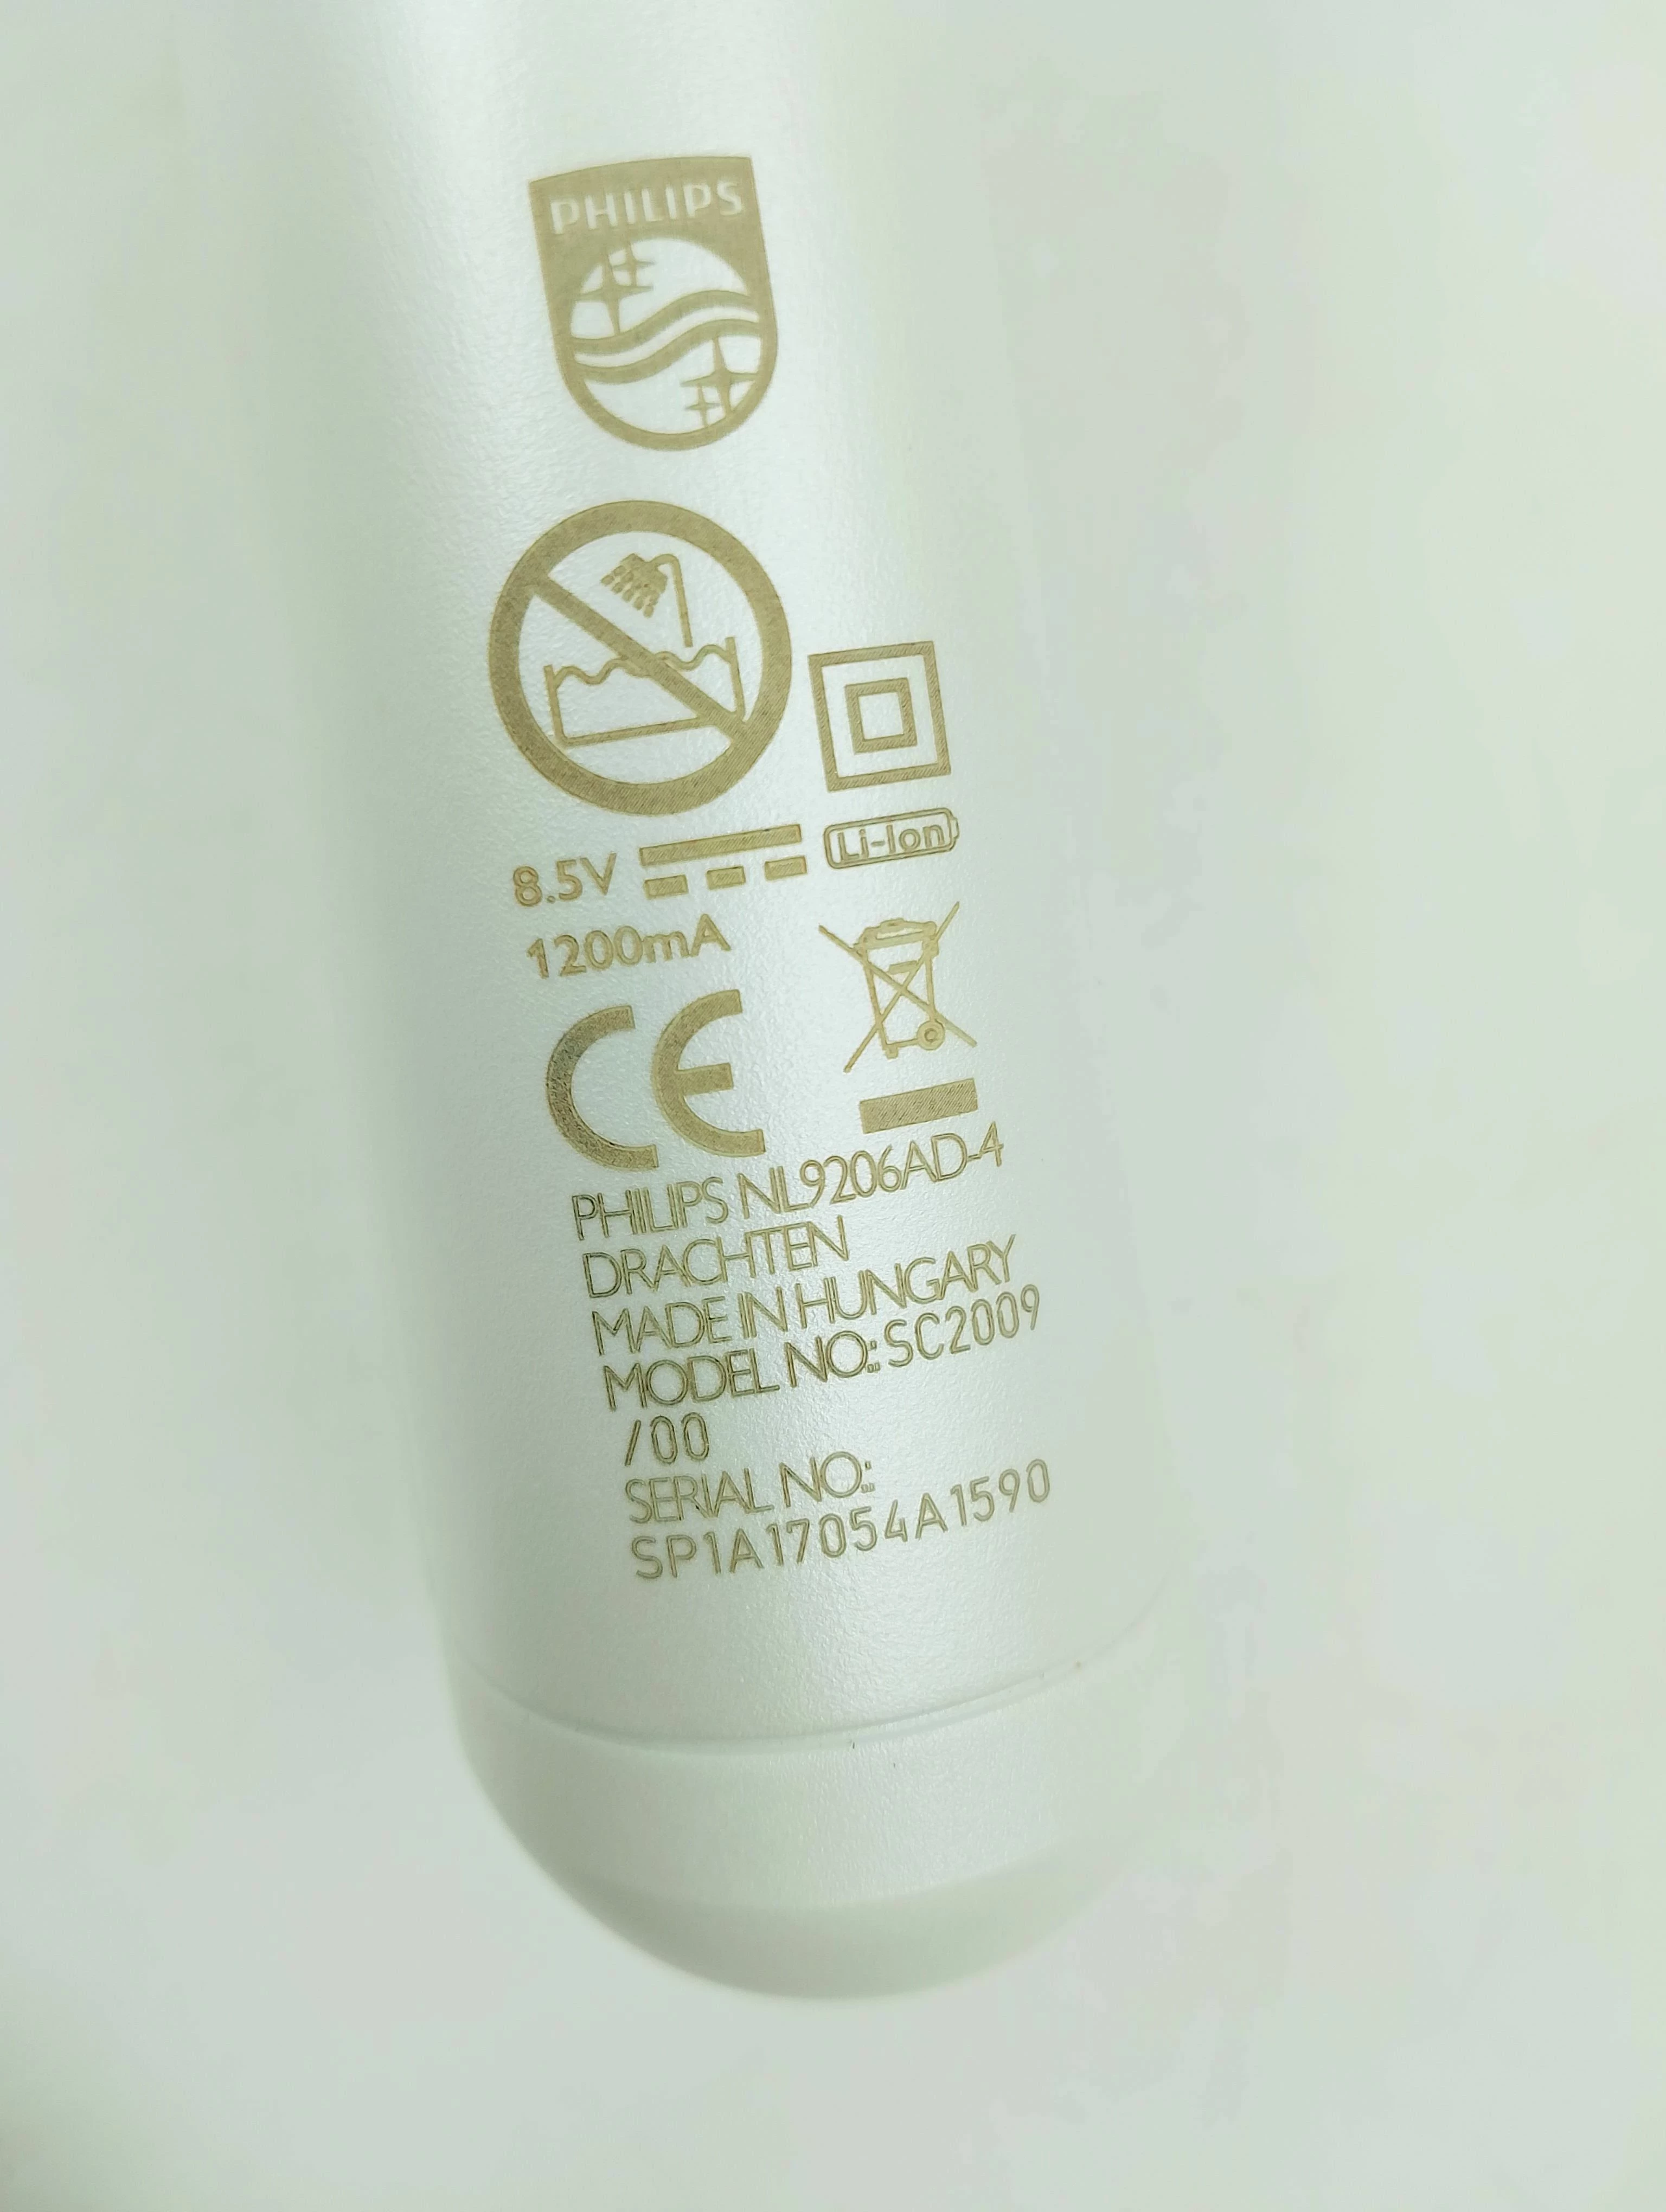 PHILIPS
8.5V
Li-Ion
1200mA
CE
PHILIPS NL9206AD-4
DRACHTEN
MADE IN HUNGARY
MODEL NO.: SC2009
/00
SERIAL NO.:
SP1A17054A1590